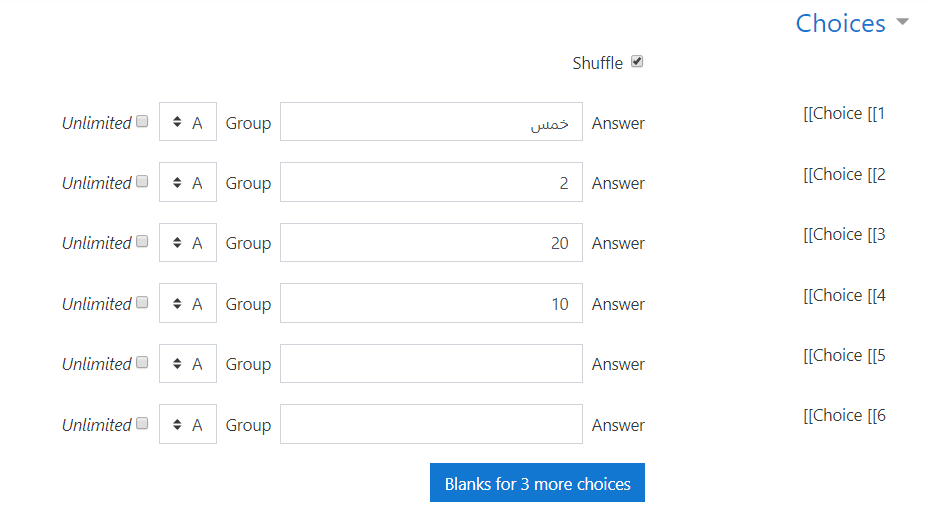 Choices
Shuffle
[[Choice [[1 Answer خمس Group A Unlimited
[[Choice [[2 Answer 2 Group A Unlimited
[[Choice [[3 Answer 20 Group A Unlimited
[[Choice [[4 Answer 10 Group A Unlimited
[[Choice [[5 Answer Group A Unlimited
[[Choice [[6 Answer Group A Unlimited
Blanks for 3 more choices